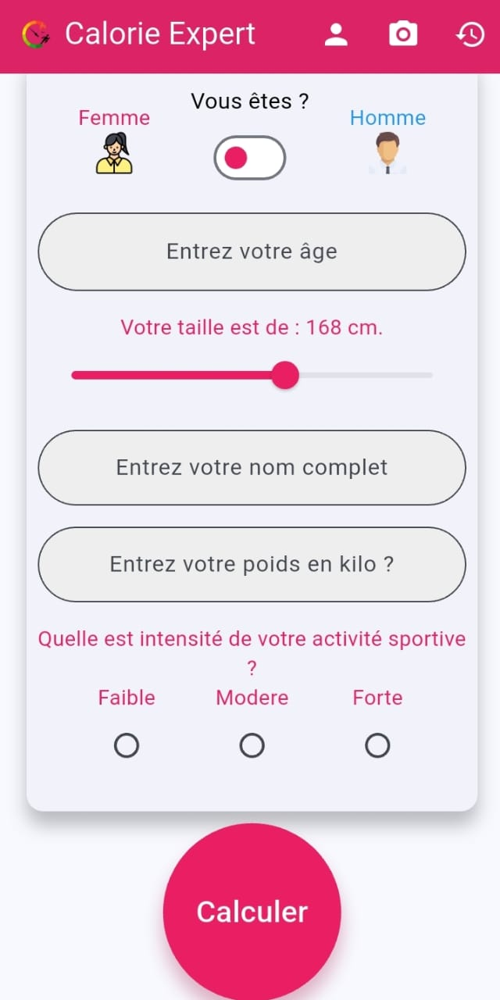 Calorie Expert
Vous êtes ?
Femme
Homme
Entrez votre âge
Votre taille est de : 168 cm.
Entrez votre nom complet
Entrez votre poids en kilo ?
Quelle est intensité de votre activité sportive
?
Faible Modere Forte
Calculer